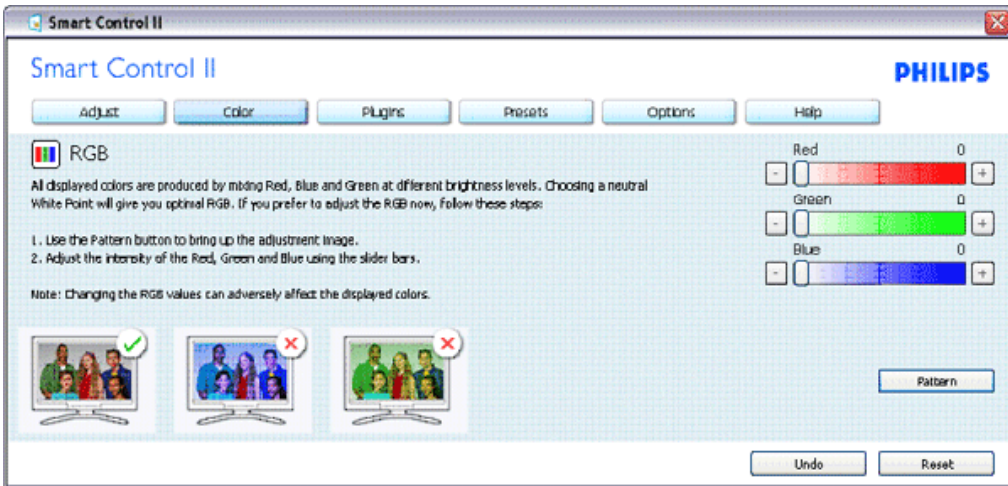 Smart Control II
Smart Control II
PHILIPS
Adjust Color Plugins Presets Options Help
RGB
All displayed colors are produced by mixing Red, Blue and Green at different brightness levels. Choosing a neutral
White Point will give you optimal RGB. If you prefer to adjust the RGB now, follow these steps:
1. Use the Pattern button to bring up the adjustment image.
2. Adjust the intensity of the Red, Green and Blue using the slider bars.
Note: Changing the RGB values can adversely affect the displayed colors.
Red 0
- +
Green 0
- +
Blue 0
- +
Pattern
Undo Reset